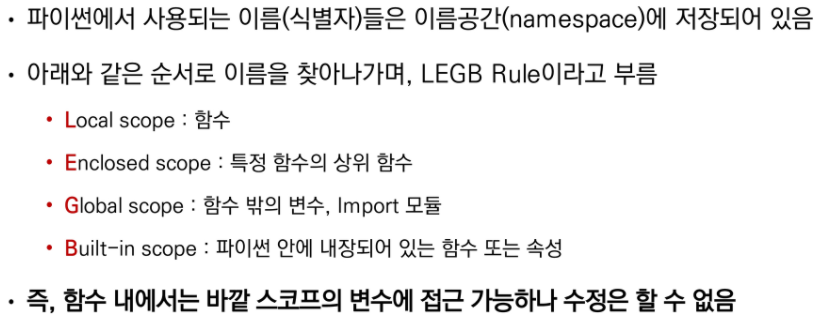 • 파이썬에서 사용되는 이름(식별자)들은 이름공간(namespace)에 저장되어 있음
• 아래와 같은 순서로 이름을 찾아나가며, LEGB Rule이라고 부름
• Local scope : 함수
• Enclosed scope : 특정 함수의 상위 함수
• Global scope : 함수 밖의 변수, Import 모듈
• Built-in scope : 파이썬 안에 내장되어 있는 함수 또는 속성
• 즉, 함수 내에서는 바깥 스코프의 변수에 접근 가능하나 수정은 할 수 없음